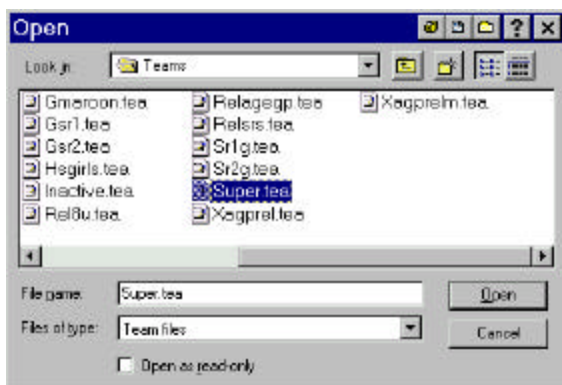 Open
Look in: Teams
Gmaroon.tea Relagegp.tea Xagprelm.tea
Gsr1.tea Relsrs.tea
Gsr2.tea Sr1g.tea
Hsgirls.tea Sr2g.tea
Inactive.tea Super.tea
Rel8u.tea Xagprel.tea
File name: Super.tea Open
Files of type: Team files Cancel
Open as read-only